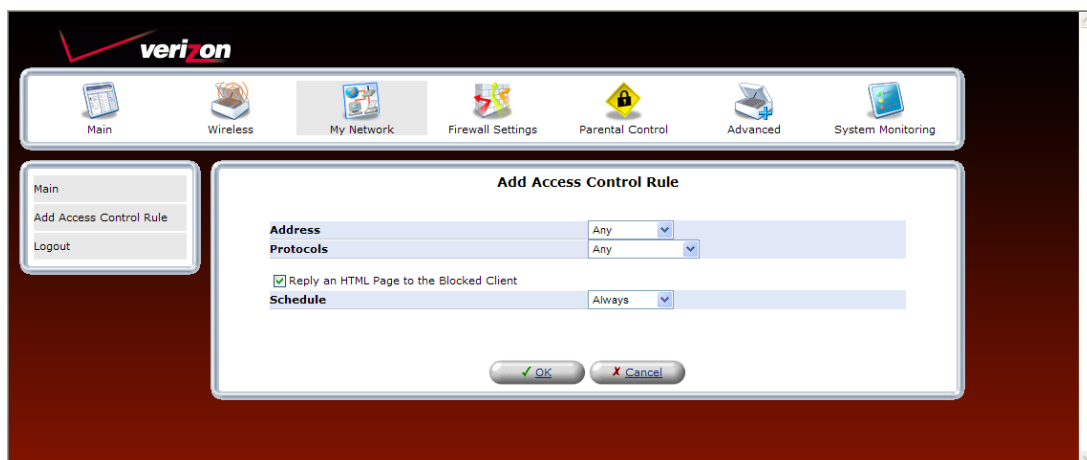 verizon
Main
Wireless
My Network
Firewall Settings
Parental Control
Advanced
System Monitoring
Main
Add Access Control Rule
Logout
Add Access Control Rule
Address Any
Protocols Any
Reply an HTML Page to the Blocked Client
Schedule Always
OK
Cancel